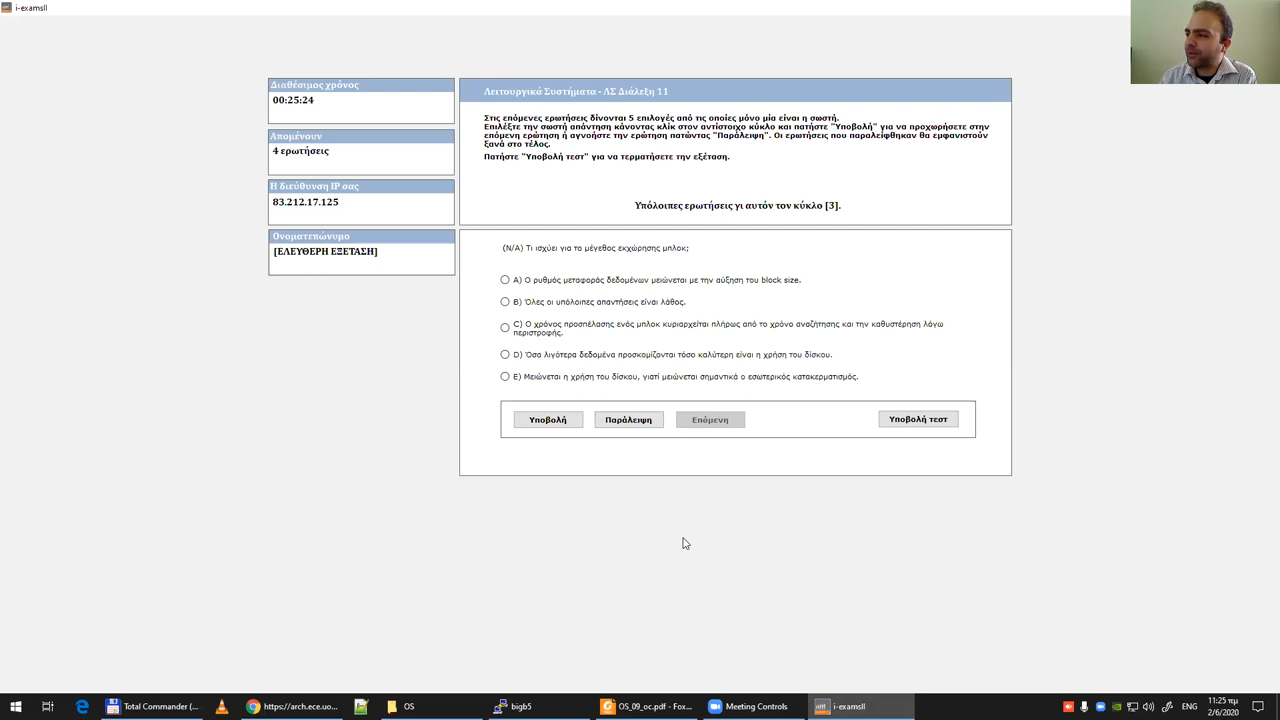 i-examsll
Διαθέσιμος χρόνος
00:25:24
Απομένουν
4 ερωτήσεις
Η διεύθυνση IP σας
83.212.17.125
Ονοματεπώνυμο
[ΕΛΕΥΘΕΡΗ ΕΞΕΤΑΣΗ]
Λειτουργικά Συστήματα - ΛΣ Διάλεξη 11
Στις επόμενες ερωτήσεις δίνονται 5 επιλογές από τις οποίες μόνο μία είναι η σωστή.
Επιλέξτε την σωστή απάντηση κάνοντας κλίκ στον αντίστοιχο κύκλο και πατήστε "Υποβολή" για να προχωρήσετε στην
επόμενη ερώτηση ή αγνοήστε την ερώτηση πατώντας "Παράλειψη". Οι ερωτήσεις που παραλείφθηκαν θα εμφανιστούν
ξανά στο τέλος.
Πατήστε "Υποβολή τεστ" για να τερματήσετε την εξέταση.
Υπόλοιπες ερωτήσεις γι αυτόν τον κύκλο [3].
(N/A) Τι ισχύει για το μέγεθος εκχώρησης μπλοκ;
A) Ο ρυθμός μεταφοράς δεδομένων μειώνεται με την αύξηση του block size.
B) Όλες οι υπόλοιπες απαντήσεις είναι λάθος.
C) Ο χρόνος προσπέλασης ενός μπλοκ κυριαρχείται πλήρως από το χρόνο αναζήτησης και την καθυστέρηση λόγω
περιστροφής.
D) Όσα λιγότερα δεδομένα προσκομίζονται τόσο καλύτερη είναι η χρήση του δίσκου.
E) Μειώνεται η χρήση του δίσκου, γιατί μειώνεται σημαντικά ο εσωτερικός κατακερματισμός.
Υποβολή Παράλειψη Επόμενη Υποβολή τεστ
Total Commander (... https://arch.ece.uo... OS bigb5 OS_09_oc.pdf - Fox... Meeting Controls i-examsll ENG 11:25 πμ
2/6/2020